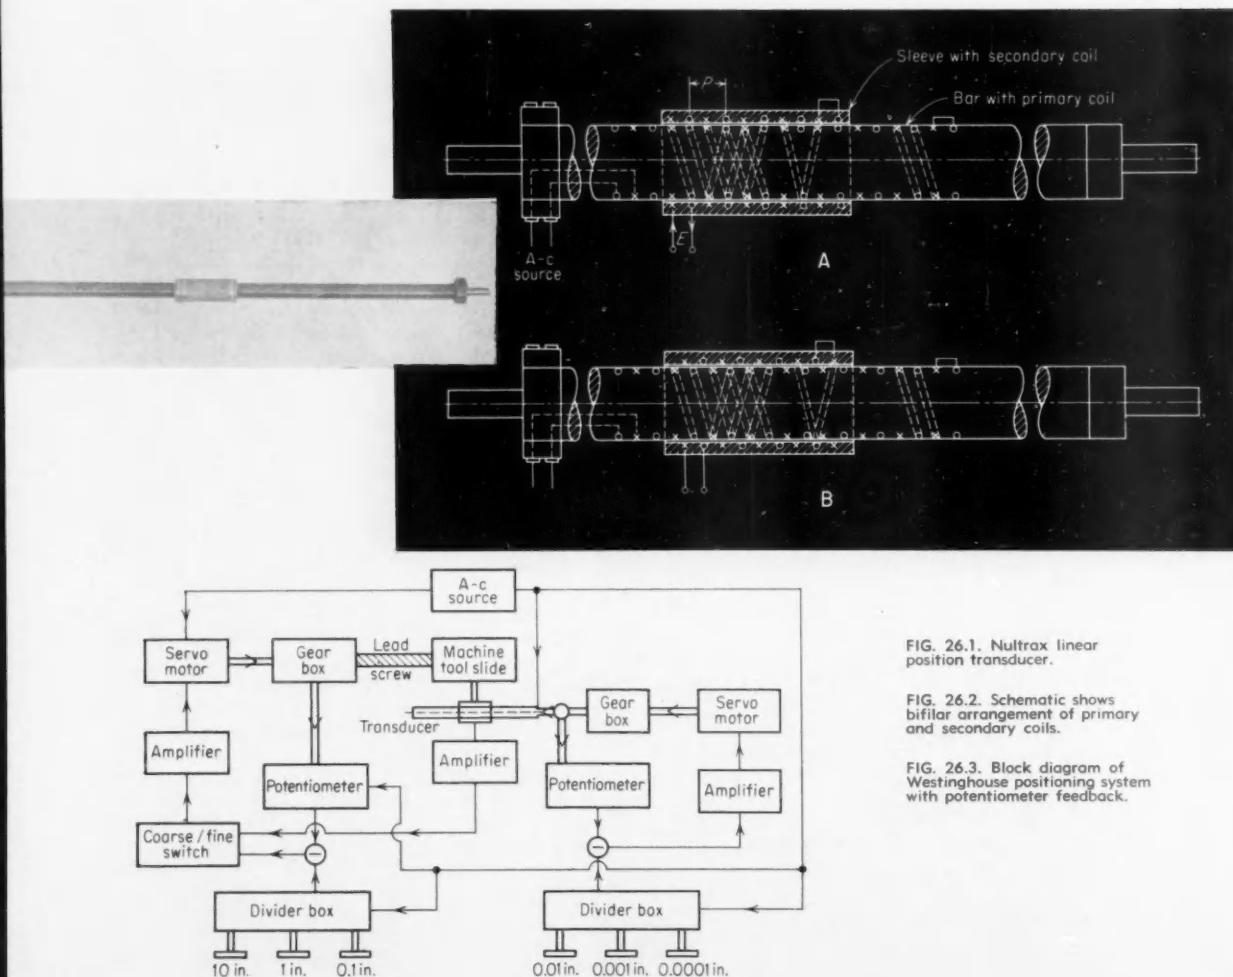 Sleeve with secondary coil
P
Bar with primary coil
E
A-c
source
A
B
A-c
source
Servo
motor
Gear
box
Lead
screw
Machine
tool slide
Transducer
Gear
box
Servo
motor
Amplifier
Potentiometer
Amplifier
Potentiometer
Amplifier
Coarse/fine
switch
Divider box
Divider box
10 in. 1 in. 0.1 in.
0.01 in. 0.001 in. 0.0001 in.
FIG. 26.1. Nultrax linear
position transducer.
FIG. 26.2. Schematic shows
bifilar arrangement of primary
and secondary coils.
FIG. 26.3. Block diagram of
Westinghouse positioning system
with potentiometer feedback.